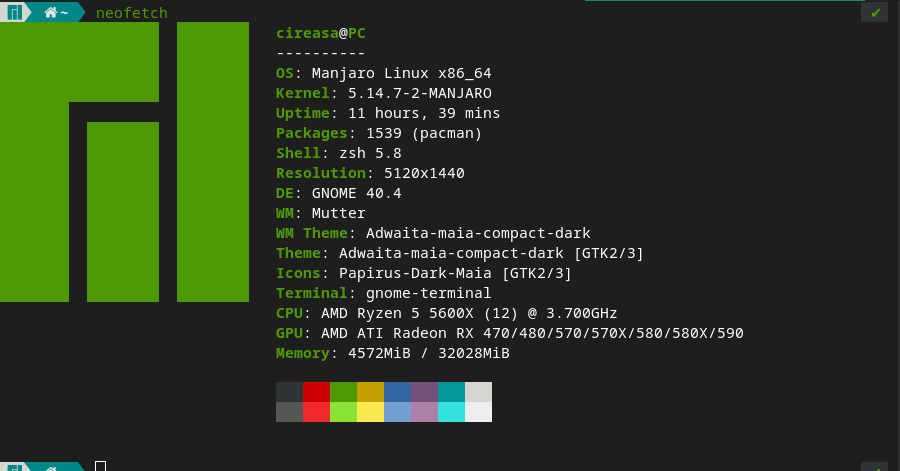 ~ neofetch ✔
cireasa@PC
----------
OS: Manjaro Linux x86_64
Kernel: 5.14.7-2-MANJARO
Uptime: 11 hours, 39 mins
Packages: 1539 (pacman)
Shell: zsh 5.8
Resolution: 5120x1440
DE: GNOME 40.4
WM: Mutter
WM Theme: Adwaita-maia-compact-dark
Theme: Adwaita-maia-compact-dark [GTK2/3]
Icons: Papirus-Dark-Maia [GTK2/3]
Terminal: gnome-terminal
CPU: AMD Ryzen 5 5600X (12) @ 3.700GHz
GPU: AMD ATI Radeon RX 470/480/570/570X/580/580X/590
Memory: 4572MiB / 32028MiB
~ ✔